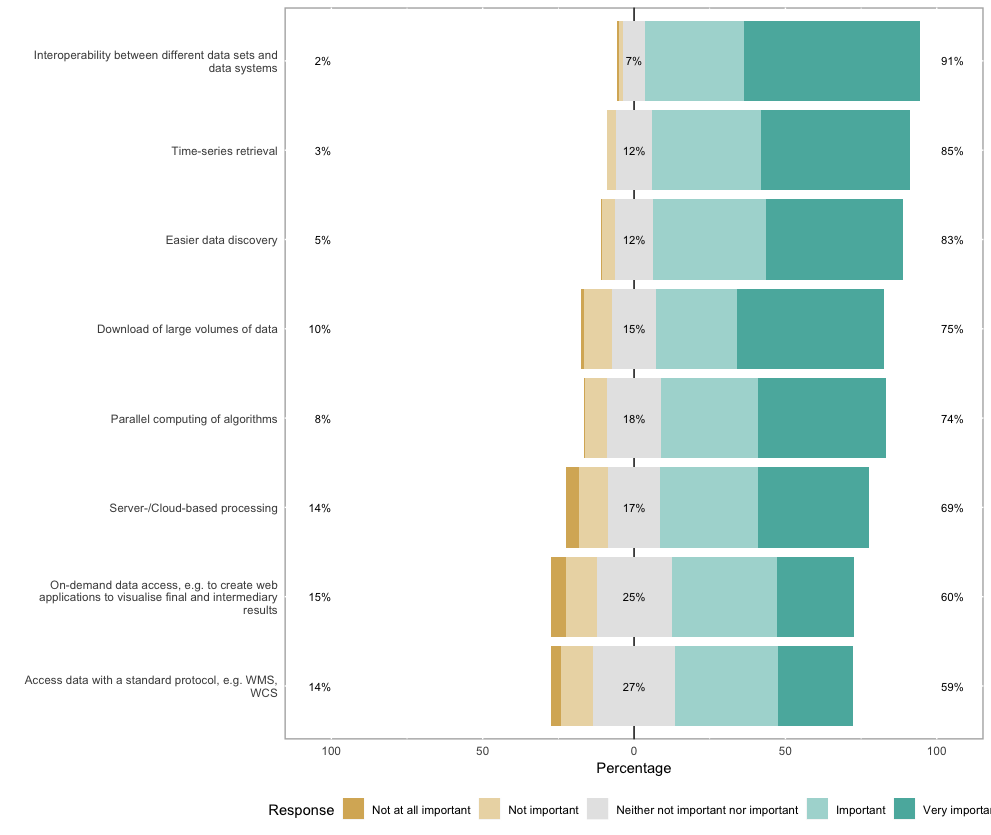 Interoperability between different data sets and
data systems
2%
7%
91%
Time-series retrieval
3%
12%
85%
Easier data discovery
5%
12%
83%
Download of large volumes of data
10%
15%
75%
Parallel computing of algorithms
8%
18%
74%
Server-/Cloud-based processing
14%
17%
69%
On-demand data access, e.g. to create web
applications to visualise final and intermediary
results
15%
25%
60%
Access data with a standard protocol, e.g. WMS,
WCS
14%
27%
59%
100 50 0 50 100
Percentage
Response Not at all important Not important Neither not important nor important Important Very importa